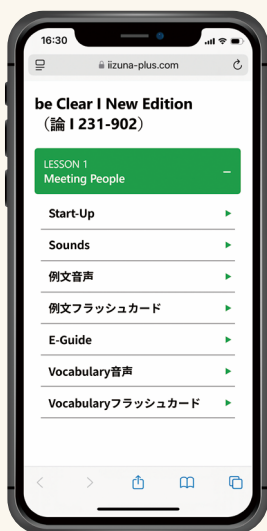 16:30
iizuna-plus.com
be Clear I New Edition
（論 I 231-902）
LESSON 1
Meeting People
Start-Up
Sounds
例文音声
例文フラッシュカード
E-Guide
Vocabulary音声
Vocabularyフラッシュカード